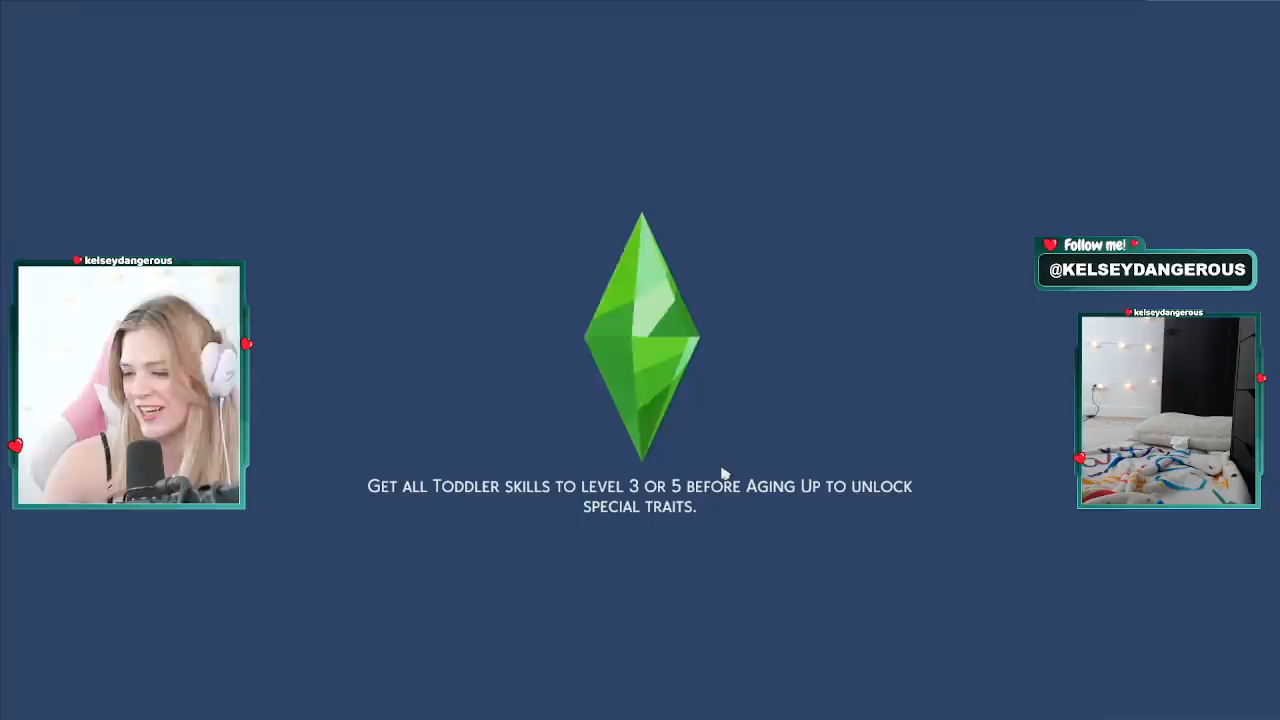 kelseydangerous
Follow me!
@KELSEYDANGEROUS
kelseydangerous
GET ALL TODDLER SKILLS TO LEVEL 3 OR 5 BEFORE AGING UP TO UNLOCK
SPECIAL TRAITS.